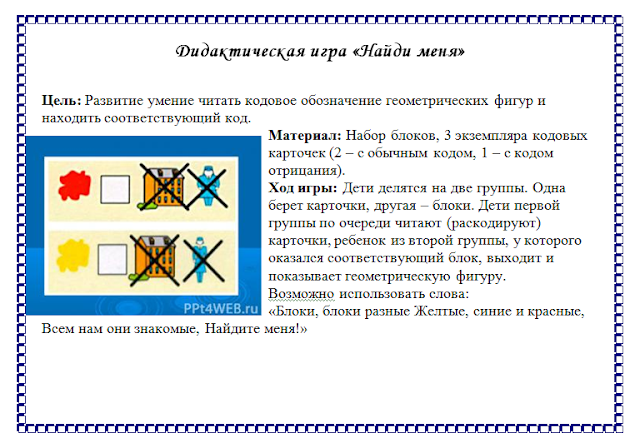 Дидактическая игра «Найди меня»
Цель: Развитие умение читать кодовое обозначение геометрических фигур и
находить соответствующий код.
Материал: Набор блоков, 3 экземпляра кодовых
карточек (2 – с обычным кодом, 1 – с кодом
отрицания).
Ход игры: Дети делятся на две группы. Одна
берет карточки, другая – блоки. Дети первой
группы по очереди читают (раскодируют)
карточки, ребенок из второй группы, у которого
оказался соответствующий блок, выходит и
показывает геометрическую фигуру.
Возможно использовать слова:
«Блоки, блоки разные Желтые, синие и красные,
Всем нам они знакомые, Найдите меня!»
PPt4WEB.ru